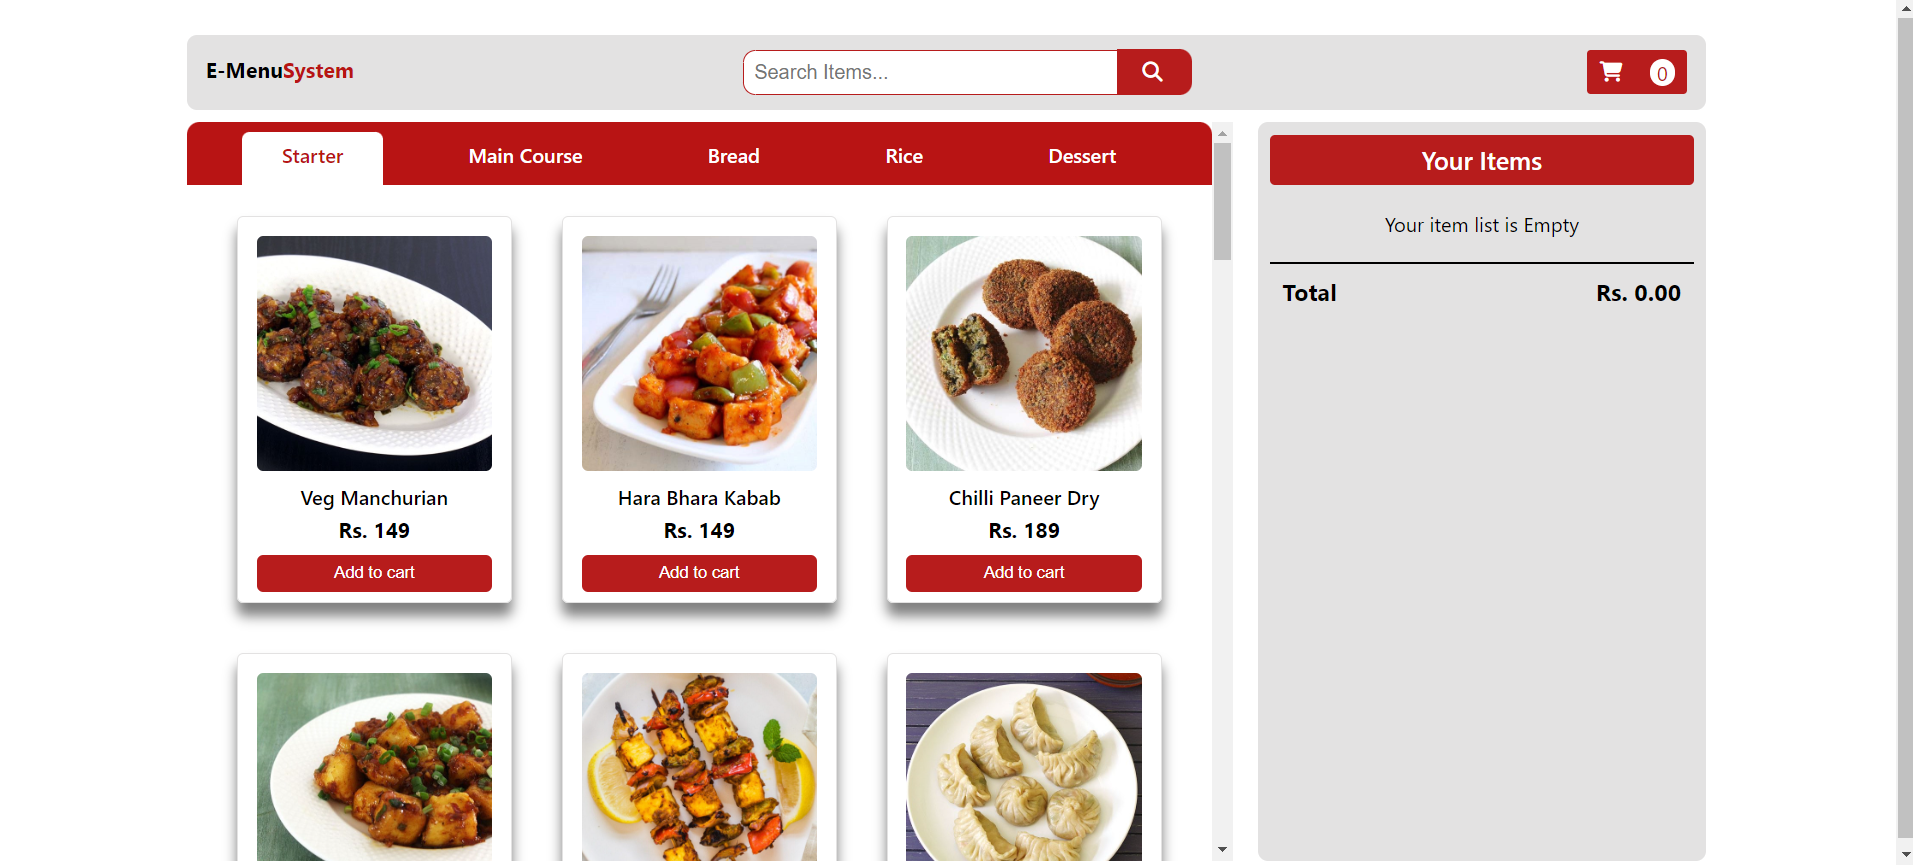 E-MenuSystem
Search Items...
0
Starter Main Course Bread Rice Dessert
Your Items
Your item list is Empty
Total Rs. 0.00
Veg Manchurian
Rs. 149
Add to cart
Hara Bhara Kabab
Rs. 149
Add to cart
Chilli Paneer Dry
Rs. 189
Add to cart